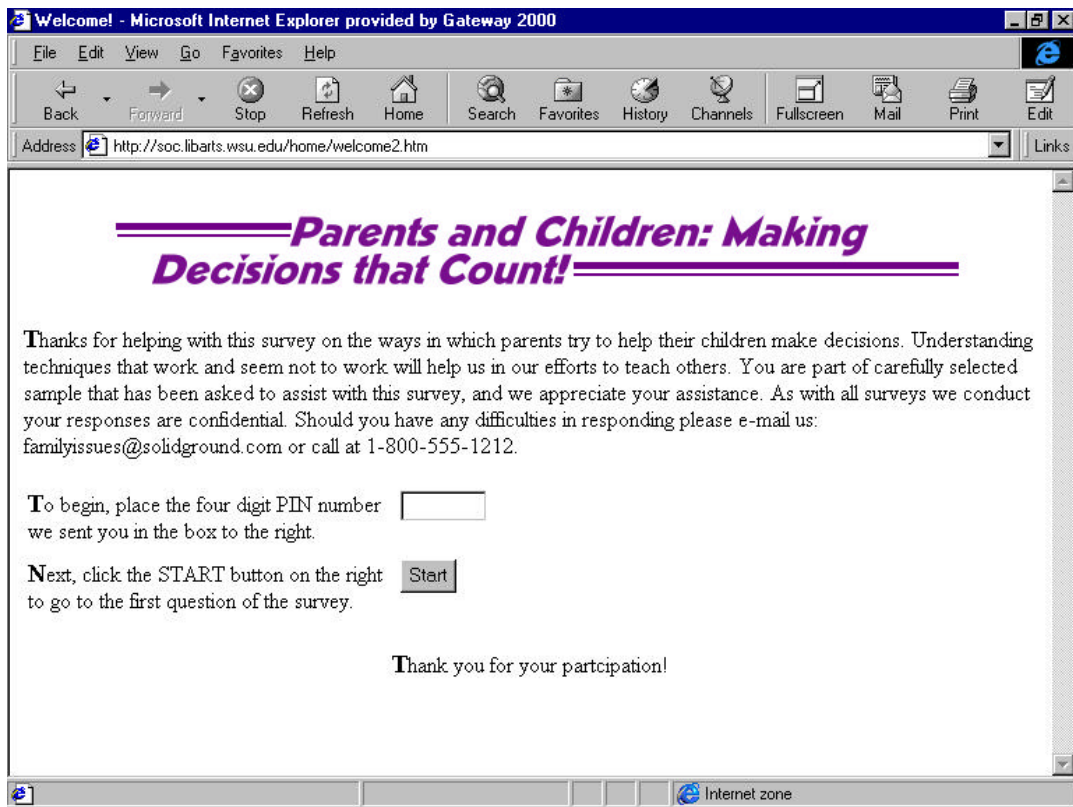 Welcome! - Microsoft Internet Explorer provided by Gateway 2000
File Edit View Go Favorites Help
Back Forward Stop Refresh Home Search Favorites History Channels Fullscreen Mail Print Edit
Address http://soc.libarts.wsu.edu/home/welcome2.htm Links
Parents and Children: Making
Decisions that Count!
Thanks for helping with this survey on the ways in which parents try to help their children make decisions. Understanding
techniques that work and seem not to work will help us in our efforts to teach others. You are part of carefully selected
sample that has been asked to assist with this survey, and we appreciate your assistance. As with all surveys we conduct
your responses are confidential. Should you have any difficulties in responding please e-mail us:
familyissues@solidground.com or call at 1-800-555-1212.
To begin, place the four digit PIN number
we sent you in the box to the right.
Next, click the START button on the right Start
to go to the first question of the survey.
Thank you for your partcipation!
Internet zone